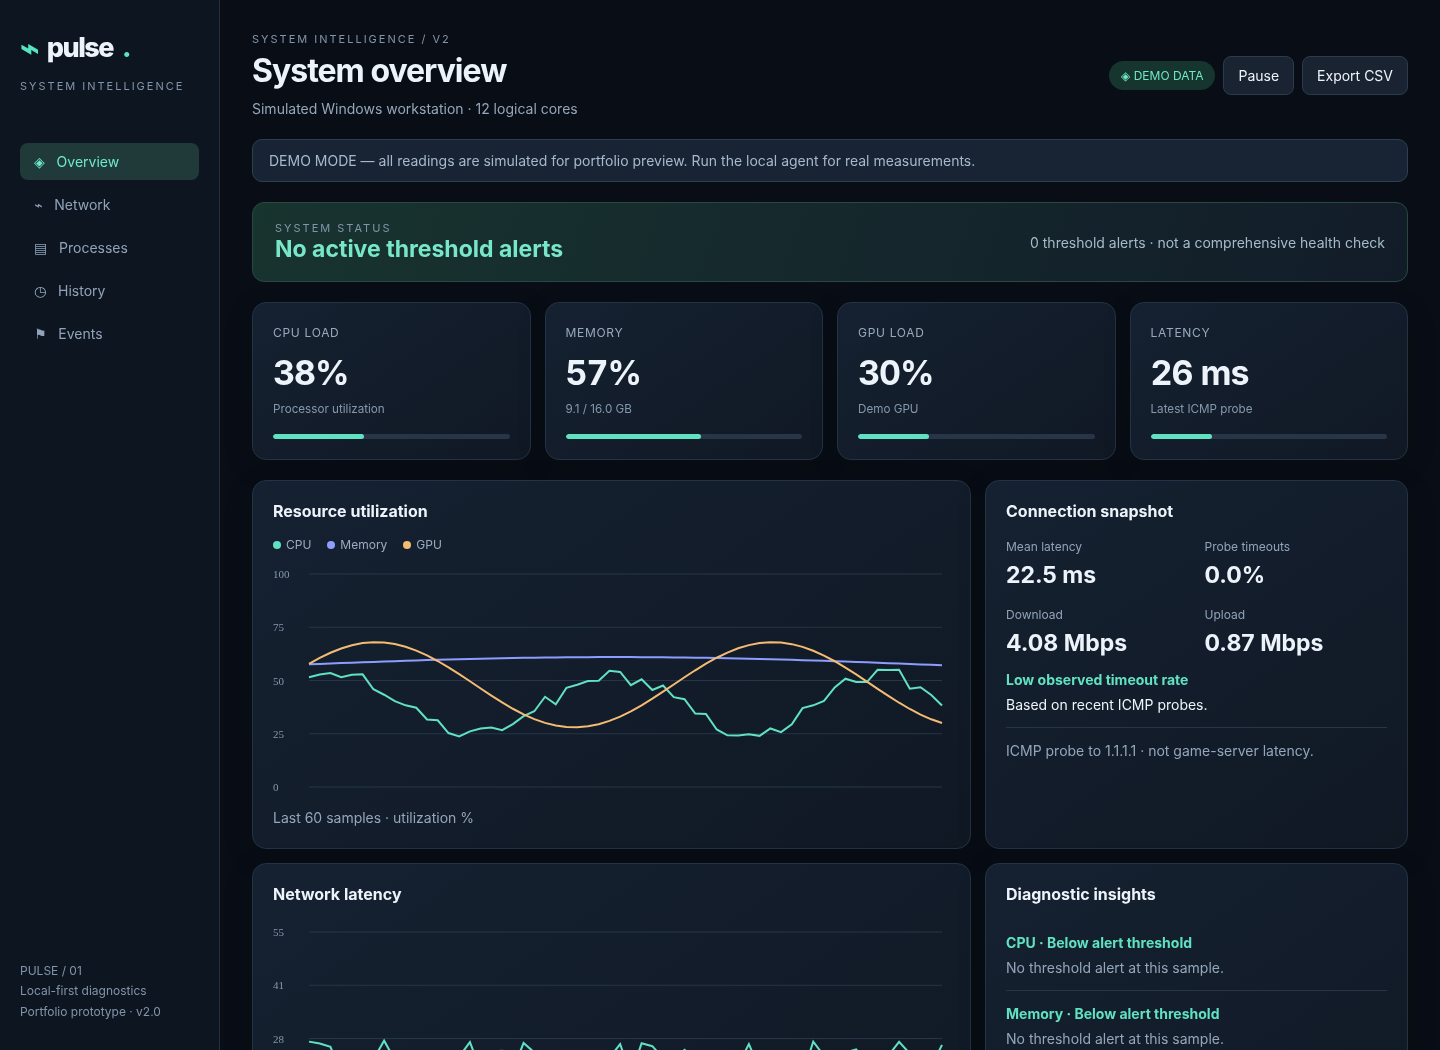 pulse .
SYSTEM INTELLIGENCE
Overview
Network
Processes
History
Events
PULSE / 01
Local-first diagnostics
Portfolio prototype · v2.0
SYSTEM INTELLIGENCE / V2
System overview
Simulated Windows workstation · 12 logical cores
◈ DEMO DATA
Pause
Export CSV
DEMO MODE — all readings are simulated for portfolio preview. Run the local agent for real measurements.
SYSTEM STATUS
No active threshold alerts
0 threshold alerts · not a comprehensive health check
CPU LOAD
38%
Processor utilization
MEMORY
57%
9.1 / 16.0 GB
GPU LOAD
30%
Demo GPU
LATENCY
26 ms
Latest ICMP probe
Resource utilization
CPU
Memory
GPU
100
75
50
25
0
Last 60 samples · utilization %
Connection snapshot
Mean latency
22.5 ms
Probe timeouts
0.0%
Download
4.08 Mbps
Upload
0.87 Mbps
Low observed timeout rate
Based on recent ICMP probes.
ICMP probe to 1.1.1.1 · not game-server latency.
Network latency
55
41
28
Diagnostic insights
CPU · Below alert threshold
No threshold alert at this sample.
Memory · Below alert threshold
No threshold alert at this sample.